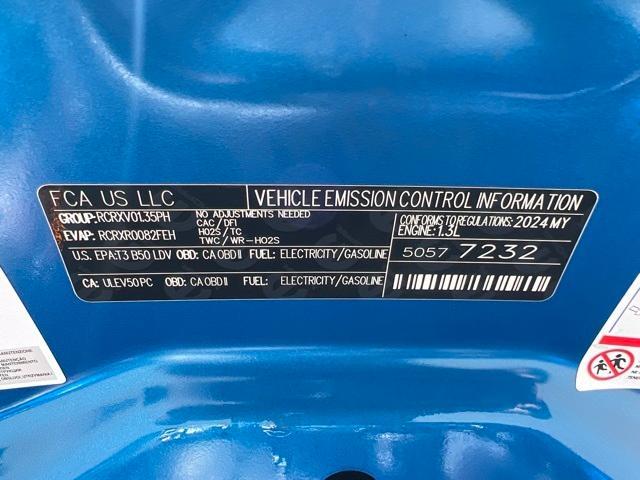 FCA US LLC
VEHICLE EMISSION CONTROL INFORMATION
GROUP: RCRXV01.35PH
EVAP: RCRXR0082FEH
NO ADJUSTMENTS NEEDED
CAC / DFI
HO2S / TC
TWC / WR-HO2S
CONFORMS TO REGULATIONS: 2024 MY
ENGINE: 1.3L
U.S. EPA: T3 B50 LDV OBD: CA OBD II FUEL: ELECTRICITY/GASOLINE
5057 7232
CA: ULEV50 PC OBD: CA OBD II FUEL: ELECTRICITY/GASOLINE